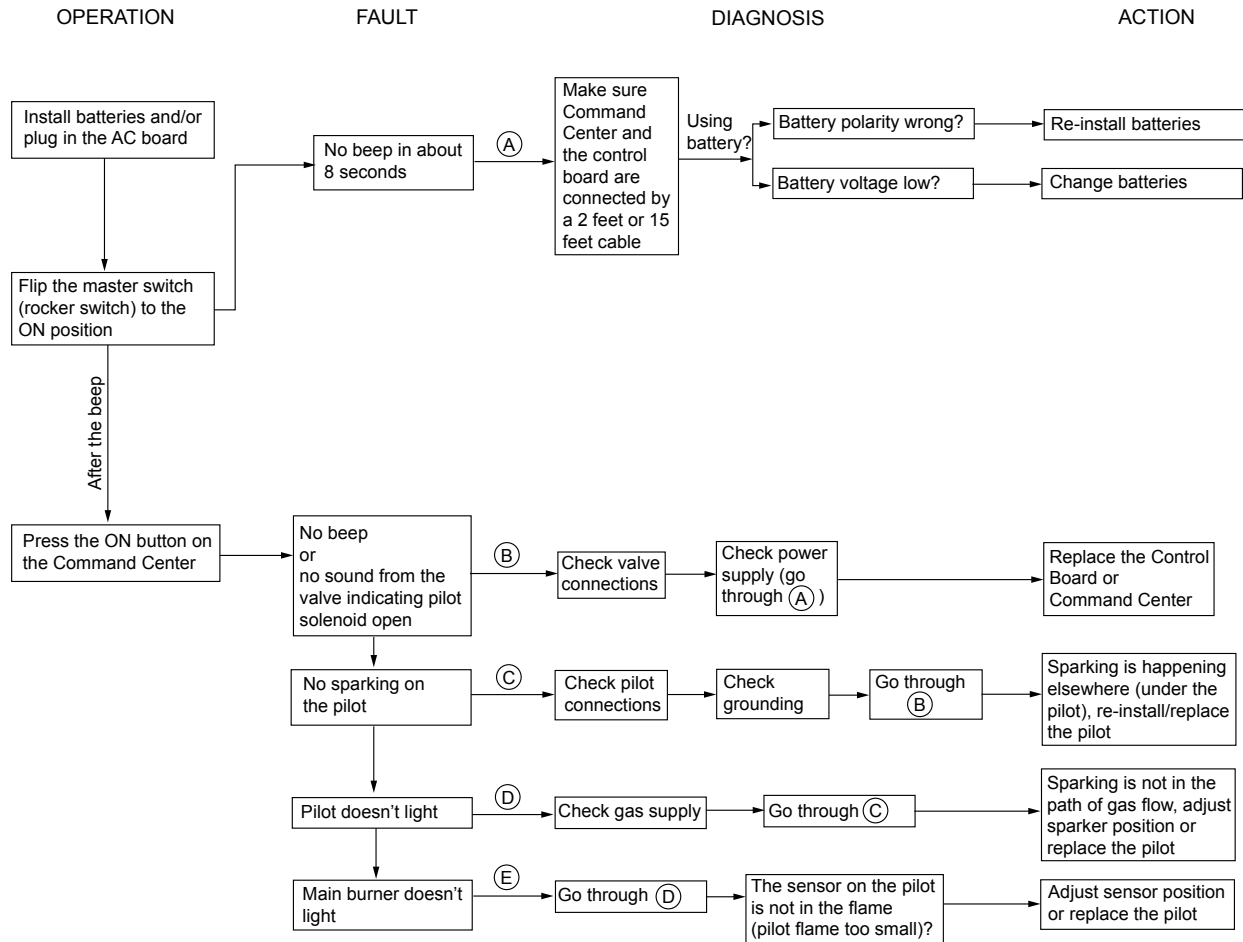 OPERATION
FAULT
DIAGNOSIS
ACTION
Install batteries and/or
plug in the AC board
Flip the master switch
(rocker switch) to the
ON position
No beep in about
8 seconds
A
Make sure
Command
Center and
the control
board are
connected by
a 2 feet or 15
feet cable
Using
battery?
Battery polarity wrong?
Re-install batteries
Battery voltage low?
Change batteries
After the beep
Press the ON button on
the Command Center
No beep
or
no sound from the
valve indicating pilot
solenoid open
B
Check valve
connections
Check power
supply (go
through A )
Replace the Control
Board or
Command Center
No sparking on
the pilot
C
Check pilot
connections
Check
grounding
Go through
B
Sparking is happening
elsewhere (under the
pilot), re-install/replace
the pilot
Pilot doesn't light
D
Check gas supply
Go through C
Sparking is not in the
path of gas flow, adjust
sparker position or
replace the pilot
Main burner doesn't
light
E
Go through D
The sensor on the pilot
is not in the flame
(pilot flame too small)?
Adjust sensor position
or replace the pilot